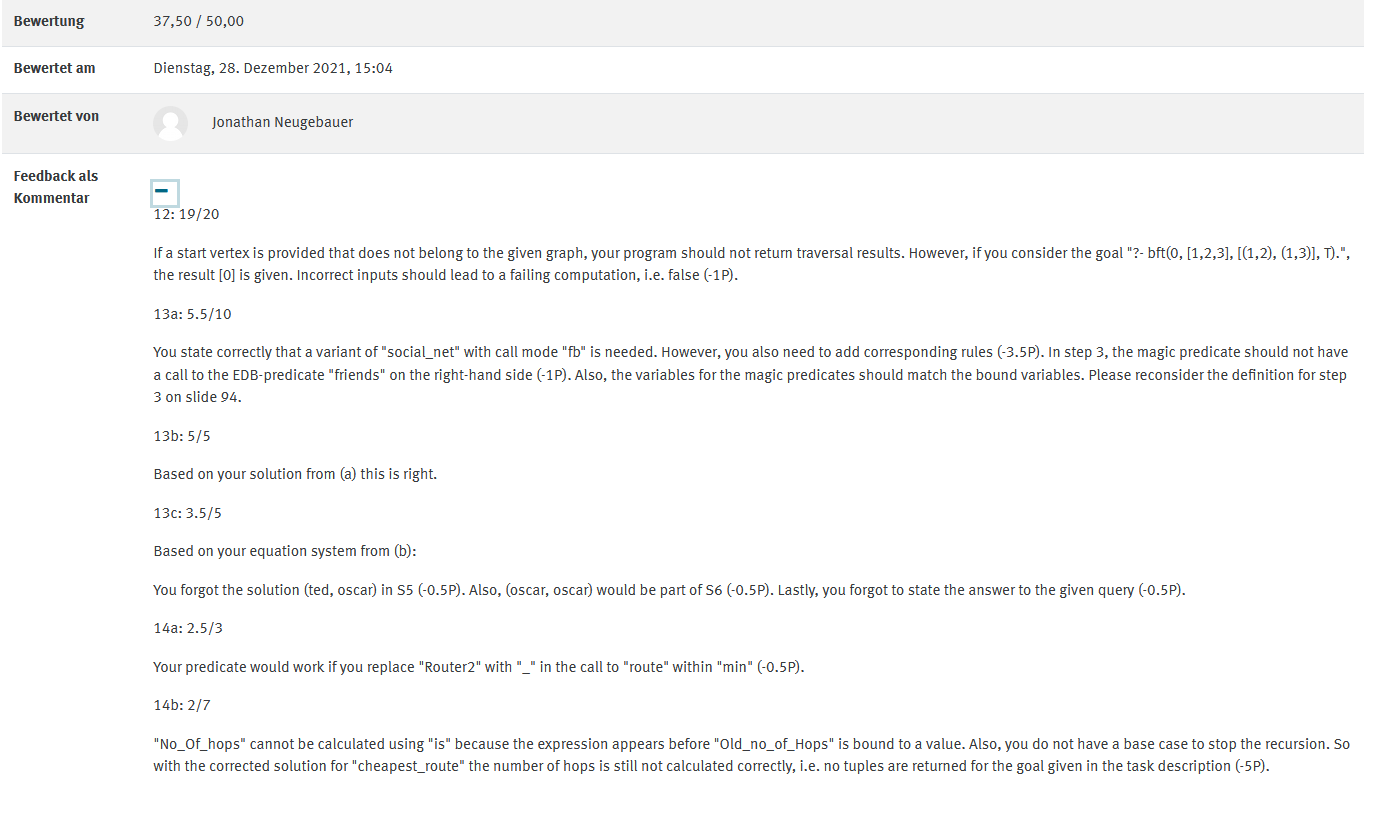 Bewertung 37,50 / 50,00
Bewertet am Dienstag, 28. Dezember 2021, 15:04
Bewertet von Jonathan Neugebauer
Feedback als
Kommentar
12: 19/20
If a start vertex is provided that does not belong to the given graph, your program should not return traversal results. However, if you consider the goal "?- bft(0, [1,2,3], [(1,2), (1,3)], T).",
the result [0] is given. Incorrect inputs should lead to a failing computation, i.e. false (-1P).
13a: 5.5/10
You state correctly that a variant of "social_net" with call mode "fb" is needed. However, you also need to add corresponding rules (-3.5P). In step 3, the magic predicate should not have
a call to the EDB-predicate "friends" on the right-hand side (-1P). Also, the variables for the magic predicates should match the bound variables. Please reconsider the definition for step
3 on slide 94.
13b: 5/5
Based on your solution from (a) this is right.
13c: 3.5/5
Based on your equation system from (b):
You forgot the solution (ted, oscar) in S5 (-0.5P). Also, (oscar, oscar) would be part of S6 (-0.5P). Lastly, you forgot to state the answer to the given query (-0.5P).
14a: 2.5/3
Your predicate would work if you replace "Router2" with "_" in the call to "route" within "min" (-0.5P).
14b: 2/7
"No_Of_hops" cannot be calculated using "is" because the expression appears before "Old_no_of_Hops" is bound to a value. Also, you do not have a base case to stop the recursion. So
with the corrected solution for "cheapest_route" the number of hops is still not calculated correctly, i.e. no tuples are returned for the goal given in the task description (-5P).